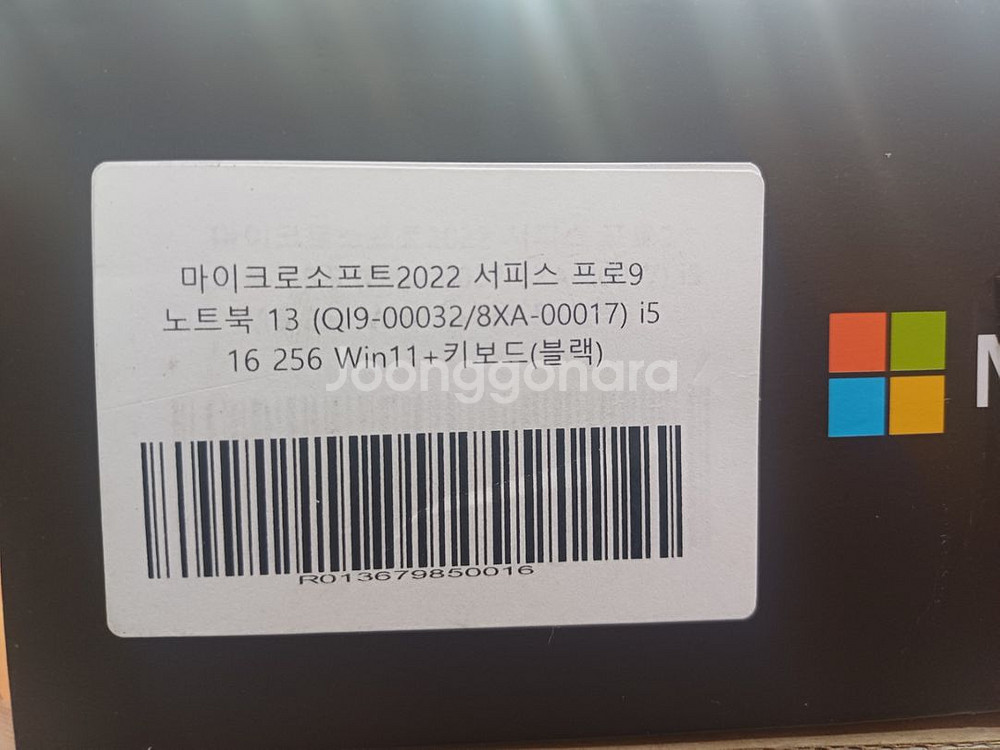 마이크로소프트2022 서피스 프로9
노트북 13 (QI9-00032/8XA-00017) i5
16 256 Win11+키보드(블랙)
Joonggonara
R013679850016